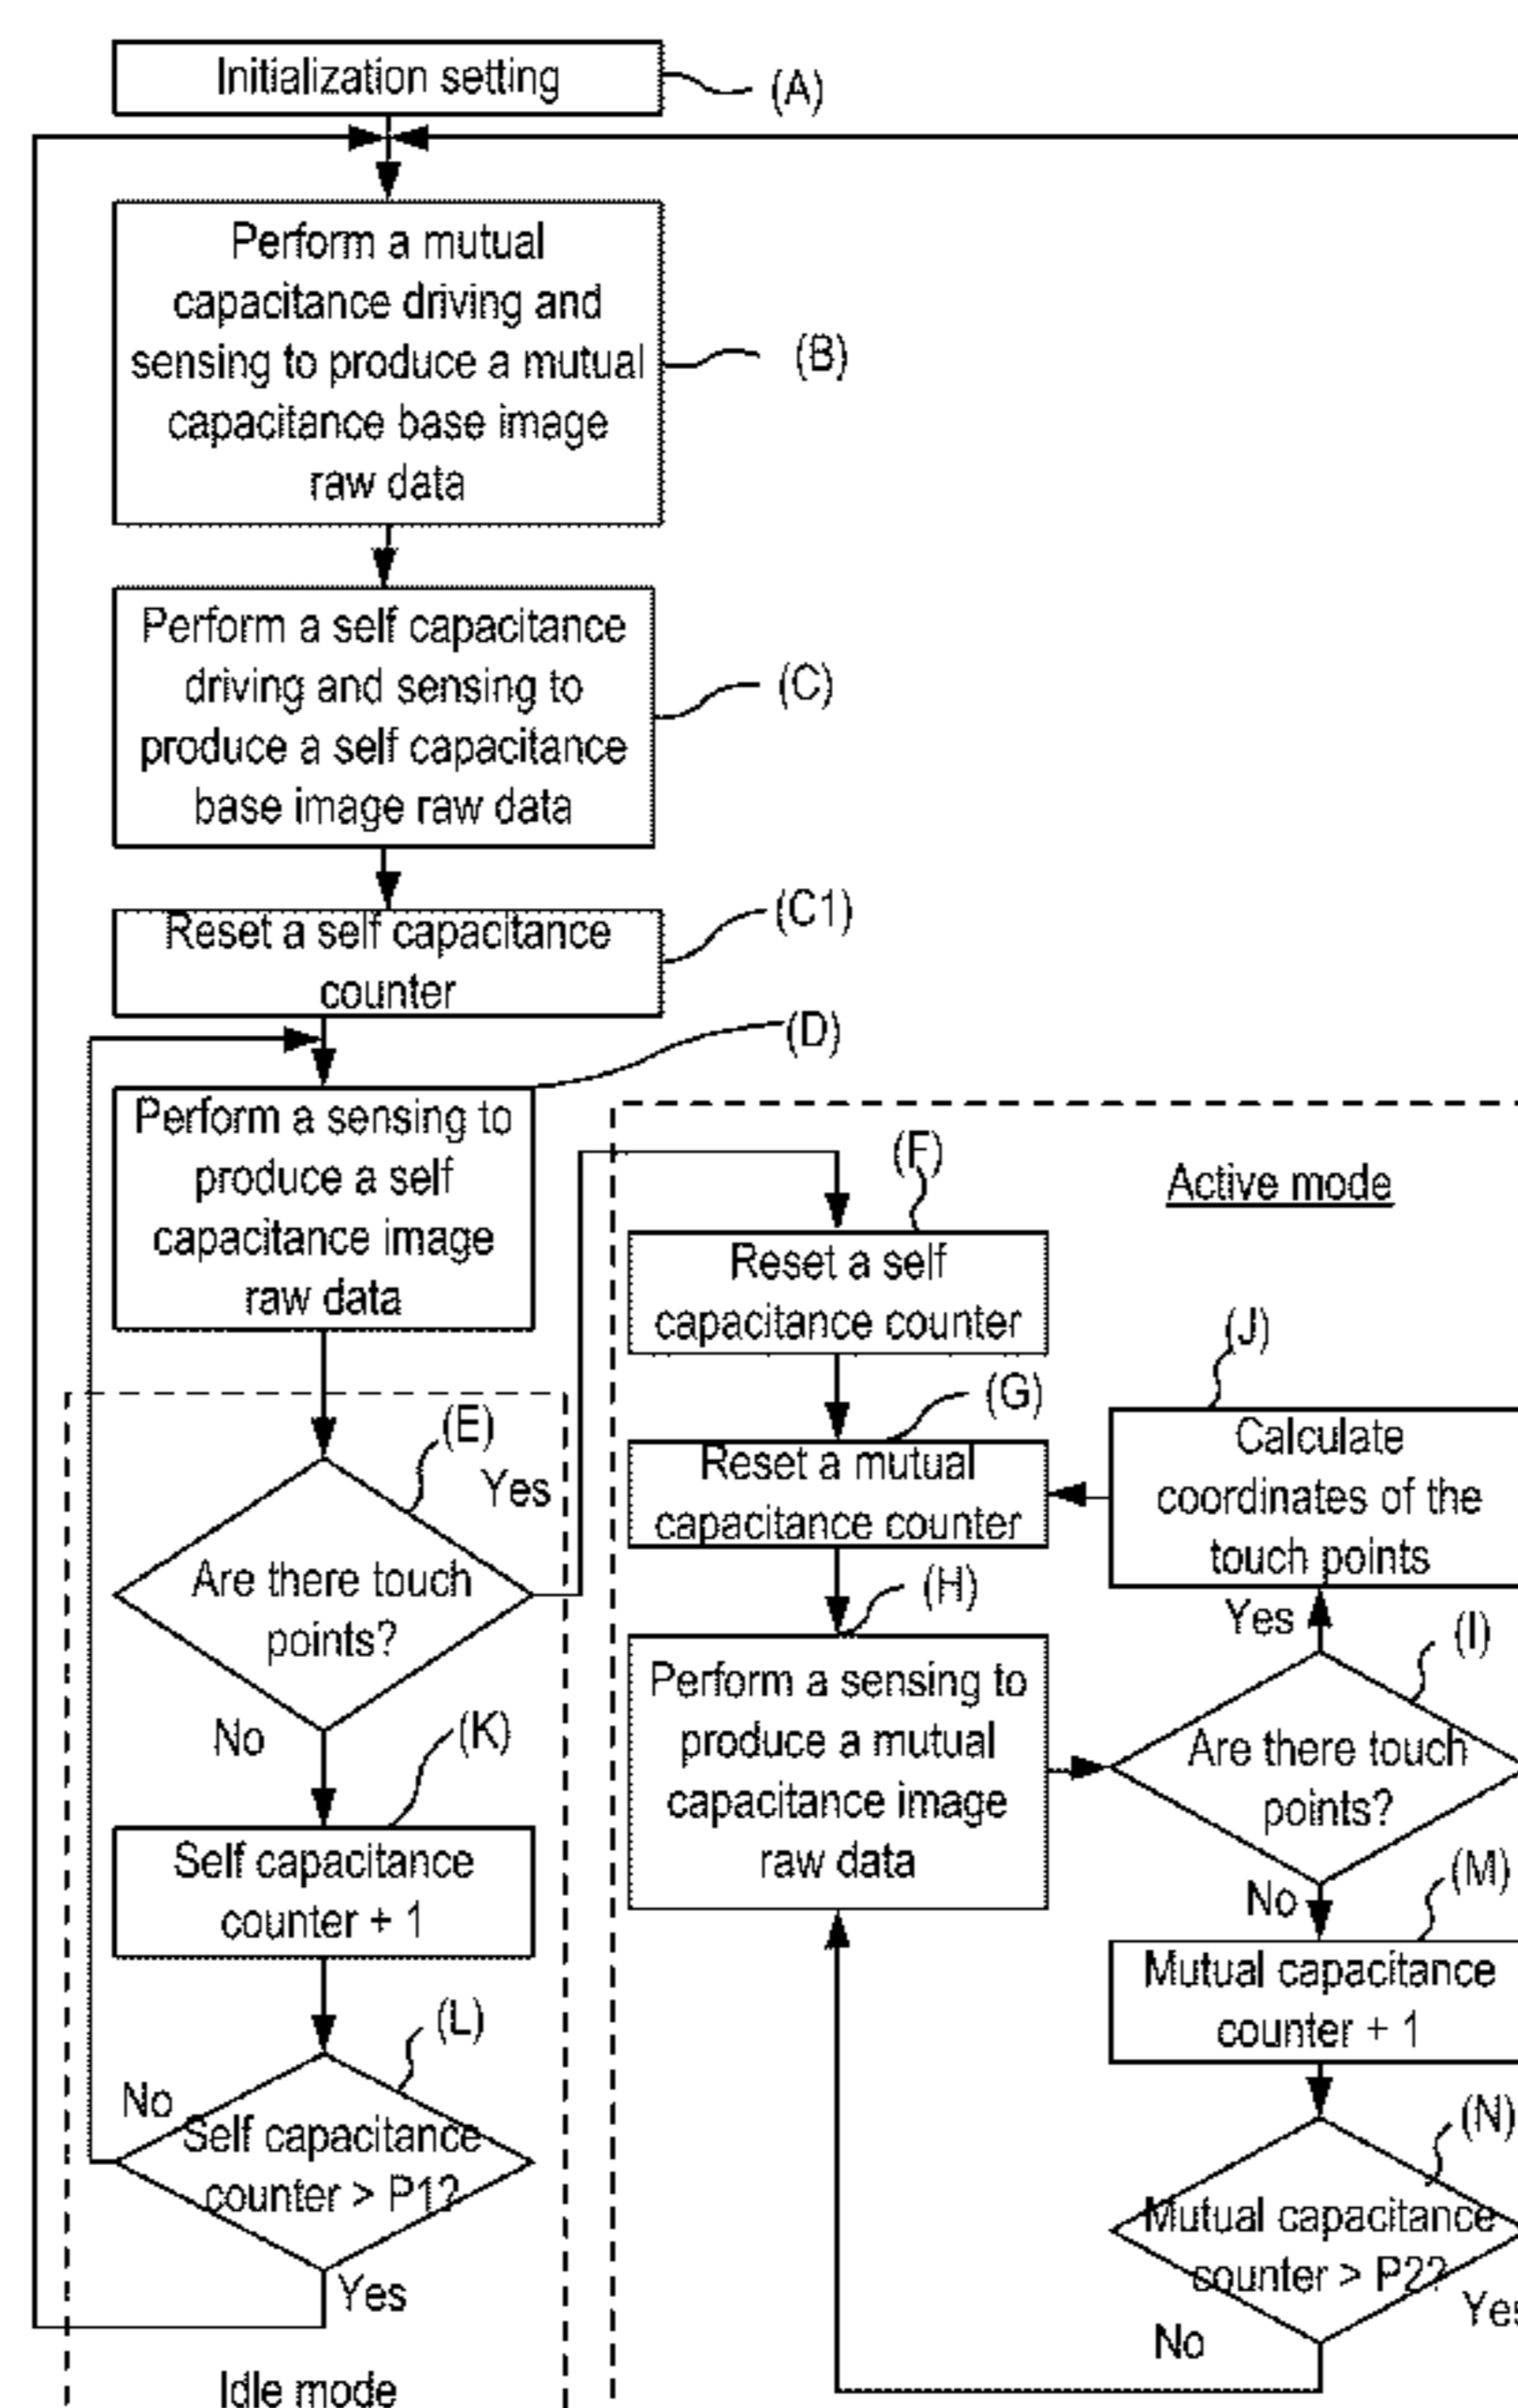 Initialization setting
(A)
Perform a mutual
capacitance driving and
sensing to produce a mutual
capacitance base image
raw data
(B)
Perform a self capacitance
driving and sensing to
produce a self capacitance
base image raw data
(C)
Reset a self capacitance
counter
(C1)
(D)
Perform a sensing to
produce a self
capacitance image
raw data
(E)
Yes
Are there touch
points?
No
(K)
Self capacitance
counter + 1
(L)
No
Self capacitance
counter > P1?
Yes
Idle mode
Active mode
(F)
Reset a self
capacitance counter
(G)
Reset a mutual
capacitance counter
(H)
Perform a sensing to
produce a mutual
capacitance image
raw data
(J)
Calculate
coordinates of the
touch points
Yes
(I)
Are there touch
points?
No
(M)
Mutual capacitance
counter + 1
(N)
Mutual capacitance
counter > P2?
Yes
No